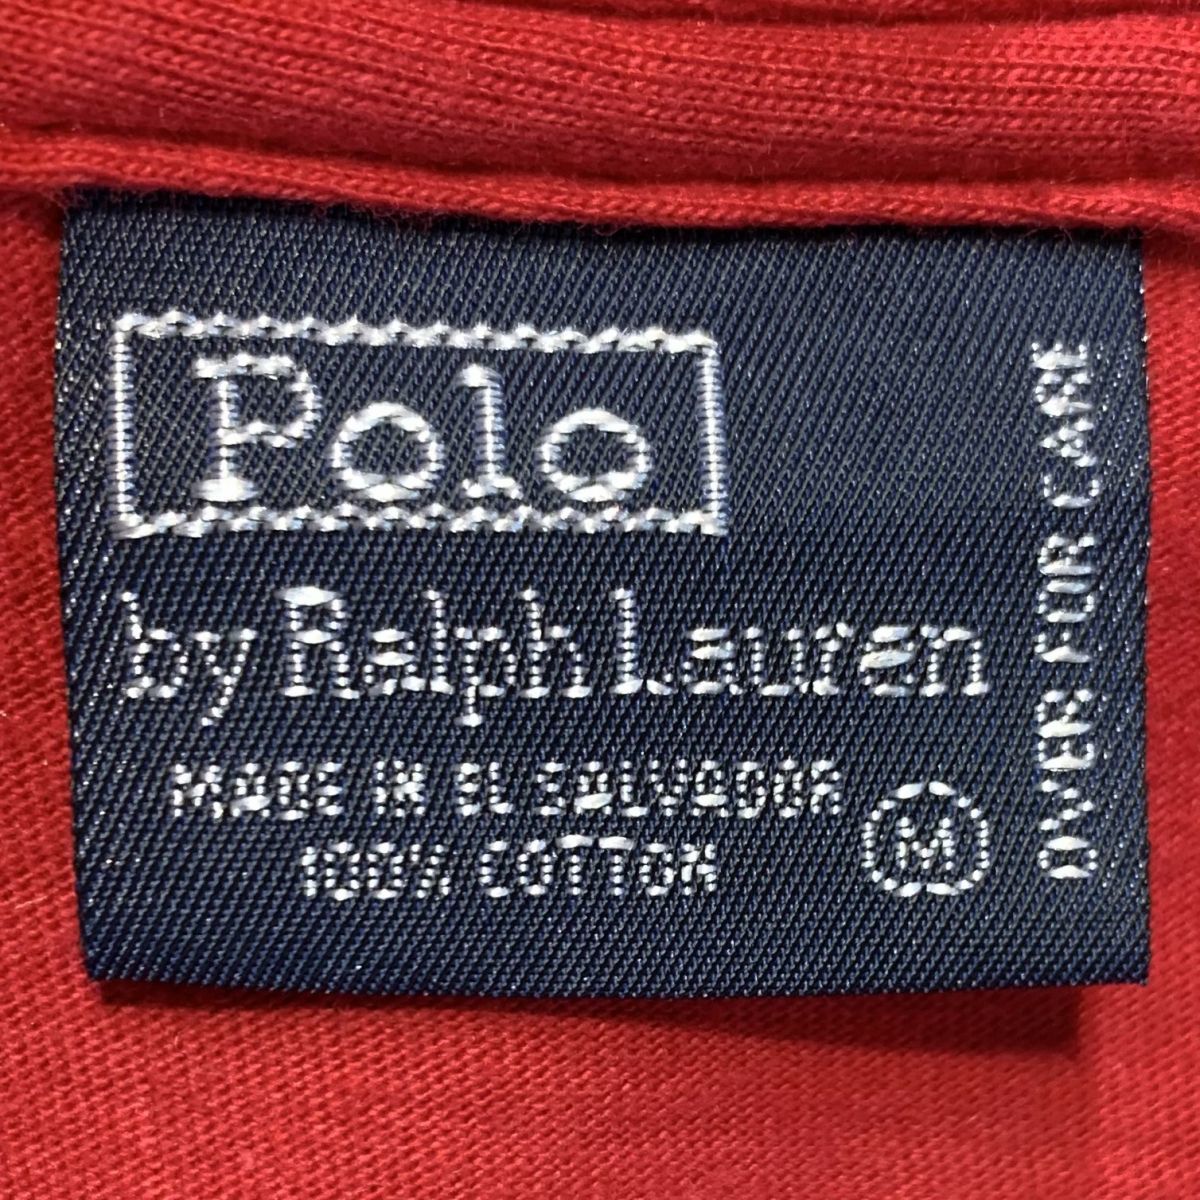 Polo
by Ralph Lauren
MADE IN EL SALVADOR
100% COTTON
M
OVER FOR CARE